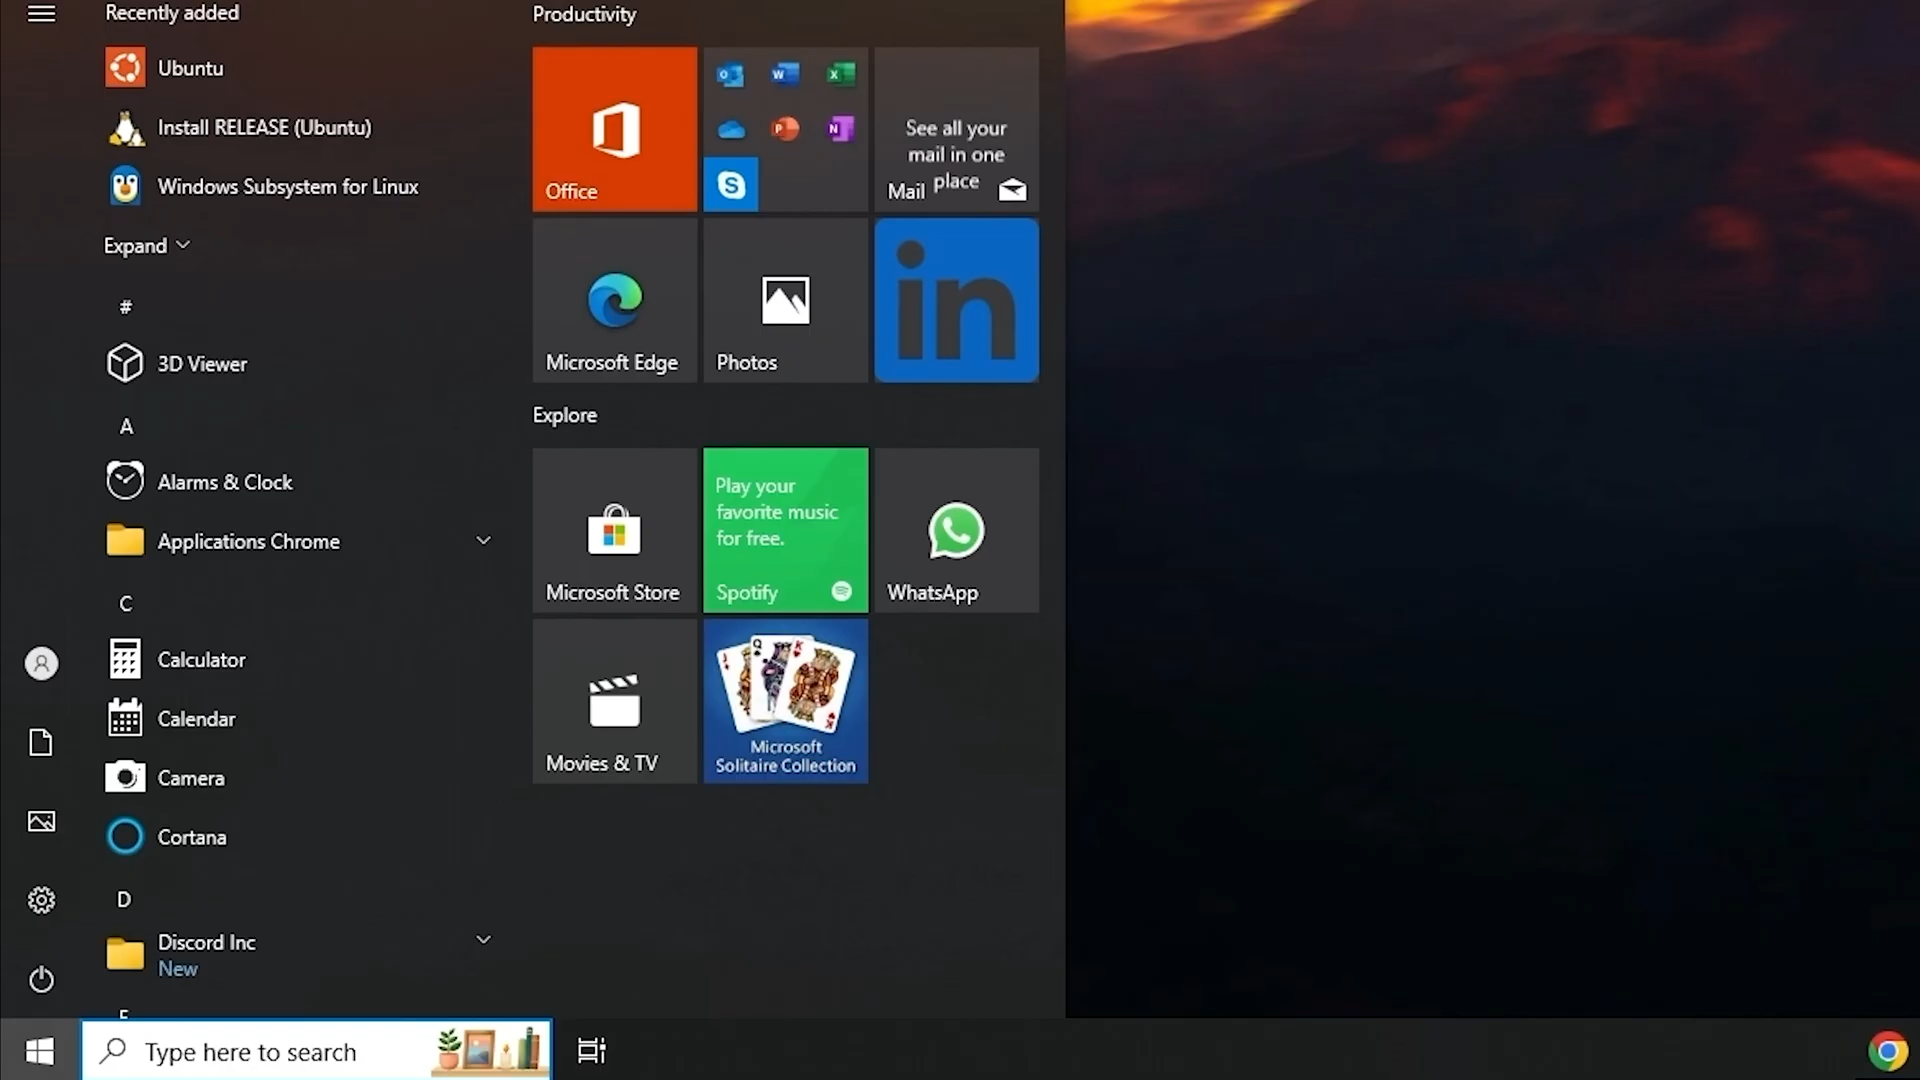 Recently added
Ubuntu
Install RELEASE (Ubuntu)
Windows Subsystem for Linux
Expand
#
3D Viewer
A
Alarms & Clock
Applications Chrome
C
Calculator
Calendar
Camera
Cortana
D
Discord Inc
New
Productivity
Office
See all your
mail in one
place
Mail
Microsoft Edge
Photos
in
Explore
Microsoft Store
Play your
favorite music
for free.
Spotify
WhatsApp
Movies & TV
Microsoft
Solitaire Collection
Type here to search